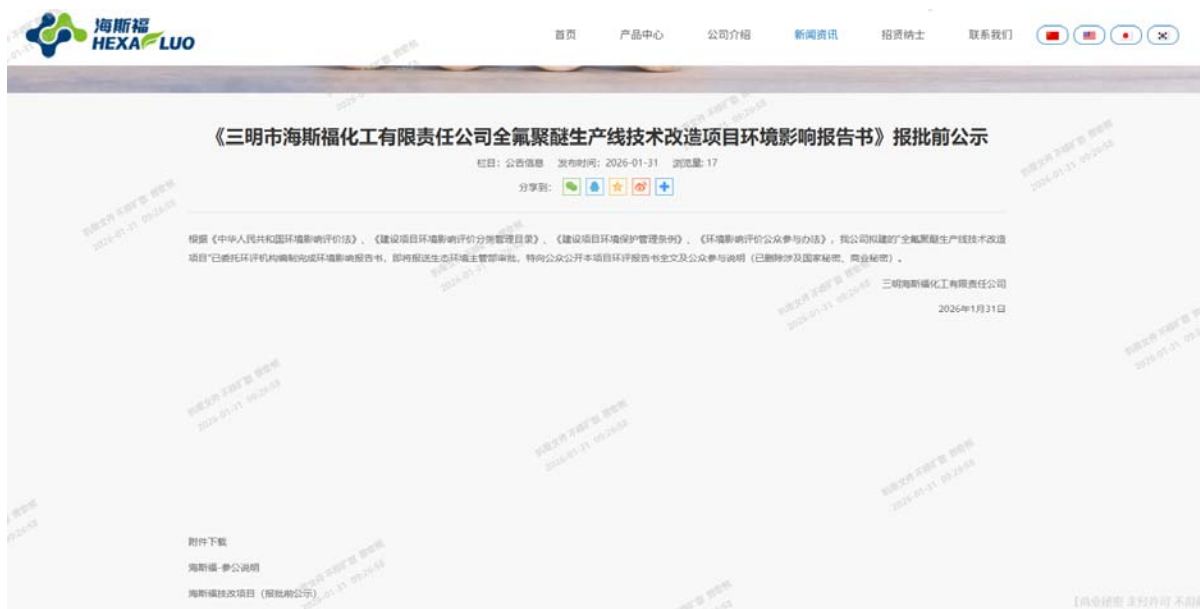 海斯福
HEXAFLUO
首页 产品中心 公司介绍 新闻资讯 招贤纳士 联系我们
《三明市海斯福化工有限责任公司全氟聚醚生产线技术改造项目环境影响报告书》报批前公示
栏目：公告信息 发布时间：2026-01-31 浏览量: 17
分享到：
根据《中华人民共和国环境影响评价法》、《建设项目环境影响评价分类管理目录》、《建设项目环境保护管理条例》、《环境影响评价公众参与办法》，我公司拟建的“全氟聚醚生产线技术改造
项目”已委托环评机构编制完成环境影响报告书，即将报送生态环境主管部审批，特向公众公开本项目环评报告书全文及公众参与说明（已删除涉及国家秘密、商业秘密）。
三明海斯福化工有限责任公司
2026年1月31日
附件下载
海斯福-参公说明
海斯福技改项目（报批前公示）